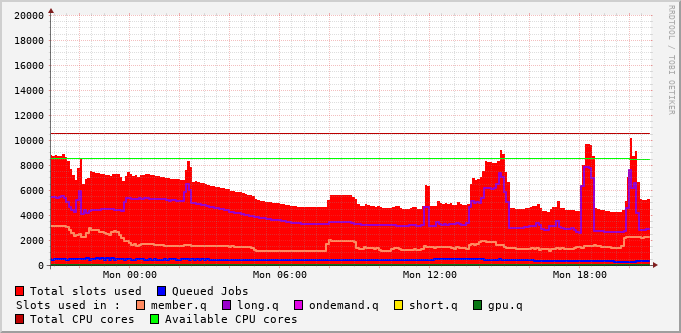 20000
18000
16000
14000
12000
10000
8000
6000
4000
2000
0
Mon 00:00 Mon 06:00 Mon 12:00 Mon 18:00
RRDTOOL / TOBI OETIKER
Total slots used Queued Jobs
Slots used in : member.q long.q ondemand.q short.q gpu.q
Total CPU cores Available CPU cores